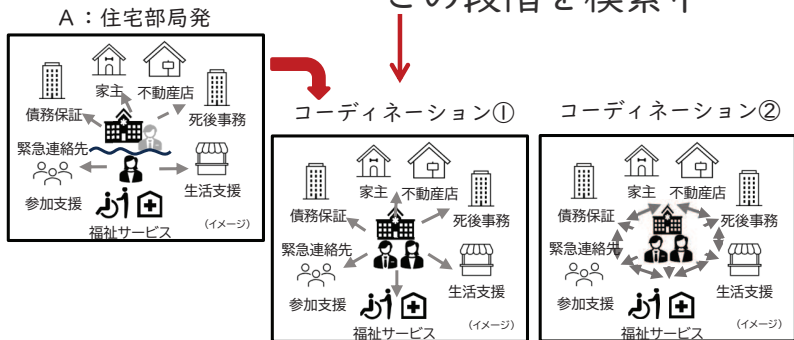 この段階を模索中
A：住宅部局発
家主 不動産店
債務保証
死後事務
緊急連絡先
参加支援
生活支援
福祉サービス
（イメージ）
コーディネーション①
家主 不動産店
債務保証
死後事務
緊急連絡先
参加支援
生活支援
福祉サービス
（イメージ）
コーディネーション②
家主 不動産店
債務保証
死後事務
緊急連絡先
参加支援
生活支援
福祉サービス
（イメージ）